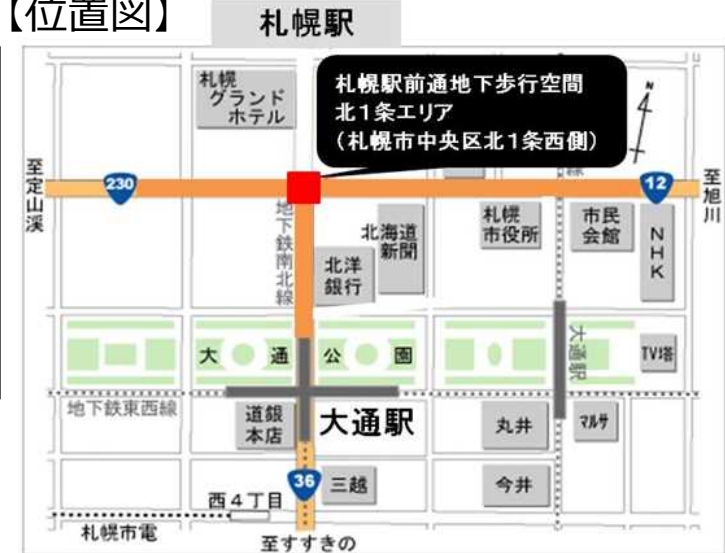 【位置図】
札幌駅
札幌
グランド
ホテル
札幌駅前通地下歩行空間
北1条エリア
（札幌市中央区北1条西側）
N
至定山渓
230
12
至旭川
線
地下鉄南北線
北海道
新聞
北洋
銀行
札幌
市役所
市民
会館
NHK
大通公園
大通駅
TV塔
地下鉄東西線
道銀
本店
大通駅
丸井
マルサ
36
三越
今井
西4丁目
札幌市電
至すすきの